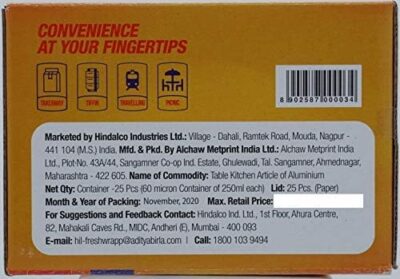 CONVENIENCE
AT YOUR FINGERTIPS
TAKEAWAY TIFFIN TRAVELLING PICNIC
8 902587 000034
Marketed by Hindalco Industries Ltd.: Village - Dahali, Ramtek Road, Mouda, Nagpur -
441 104 (M.S.) India. Mfd. & Pkd. By Alchaw Metprint India Ltd.: Alchaw Metprint India
Ltd., Plot-No. 43A/44, Sangamner Co-op Ind. Estate, Ghulewadi, Tal. Sangamner, Ahmednagar,
Maharashtra - 422 605. Name of Commodity: Table Kitchen Article of Aluminium
Net Qty: Container -25 Pcs (60 micron Container of 250ml each) Lid: 25 Pcs. (Paper)
Month & Year of Packing: November, 2020 Max. Retail Price:
For Suggestions and Feedback Contact: Hindalco Ind. Ltd., 1st Floor, Ahura Centre,
82, Mahakali Caves Rd., MIDC, Andheri (E), Mumbai - 400 093
E-mail: hil-freshwrapp@adityabirla.com Call: 1800 103 9494